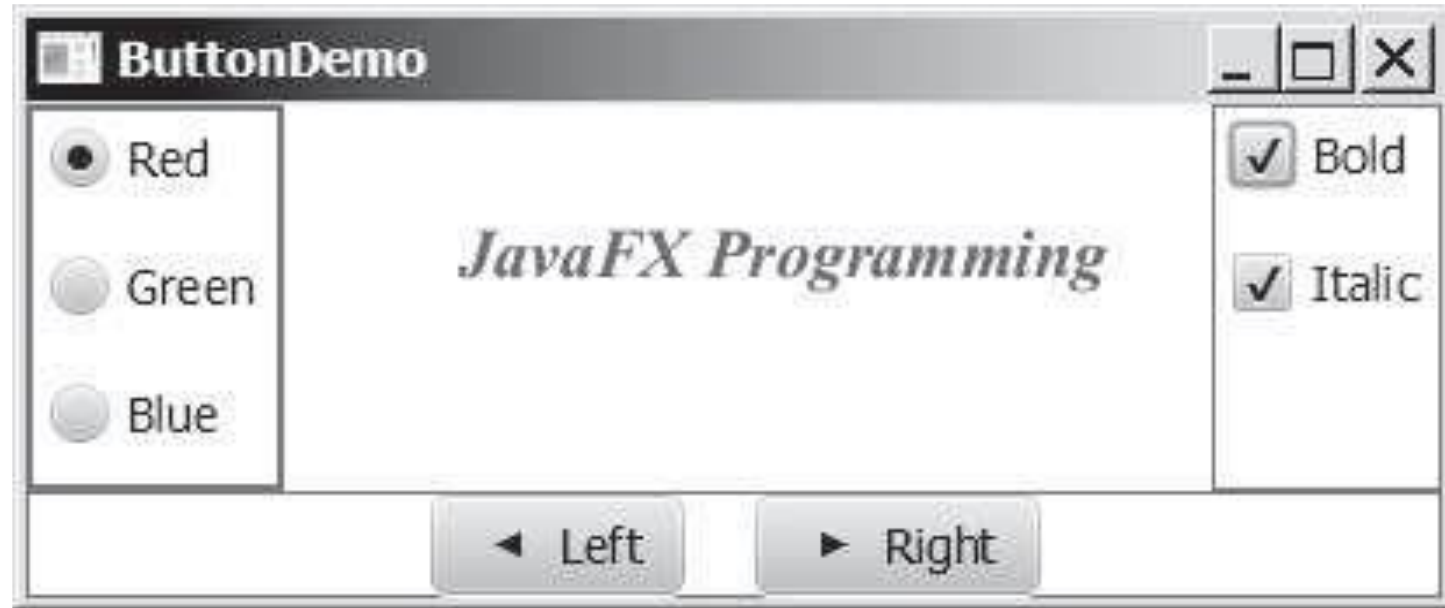 ButtonDemo
Red
Green
Blue
JavaFX Programming
Bold
Italic
Left
Right